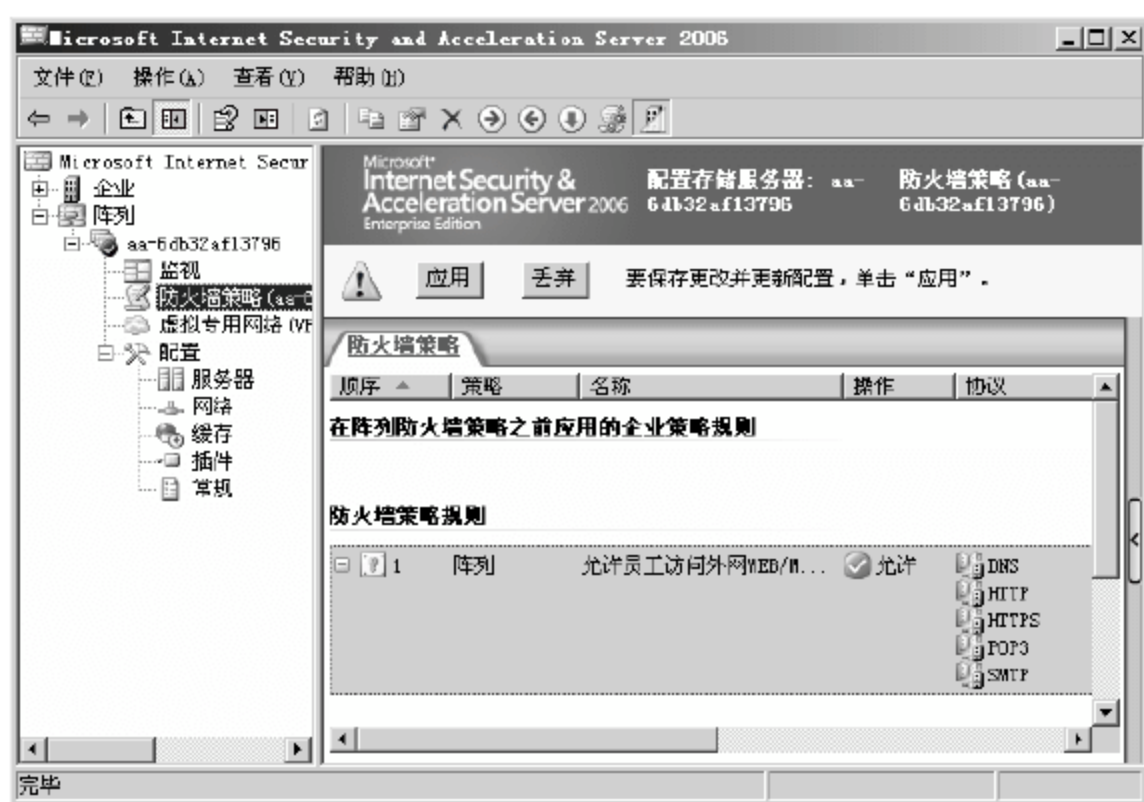 Microsoft Internet Security and Acceleration Server 2006
文件(F) 操作(A) 查看(V) 帮助(H)
Microsoft Internet Secur
企业
阵列
aa-6db32af13796
监视
防火墙策略(aa-6
虚拟专用网络(VP
配置
服务器
网络
缓存
插件
常规
Microsoft
Internet Security &
Acceleration Server 2006
Enterprise Edition
配置存储服务器: aa-
6db32af13796
防火墙策略(aa-
6db32af13796)
应用 丢弃 要保存更改并更新配置，单击“应用”。
防火墙策略
顺序 策略 名称 操作 协议
在阵列防火墙策略之前应用的企业策略规则
防火墙策略规则
1 阵列 允许员工访问外网WEB/M... 允许 DNS
HTTP
HTTPS
POP3
SMTP
完毕